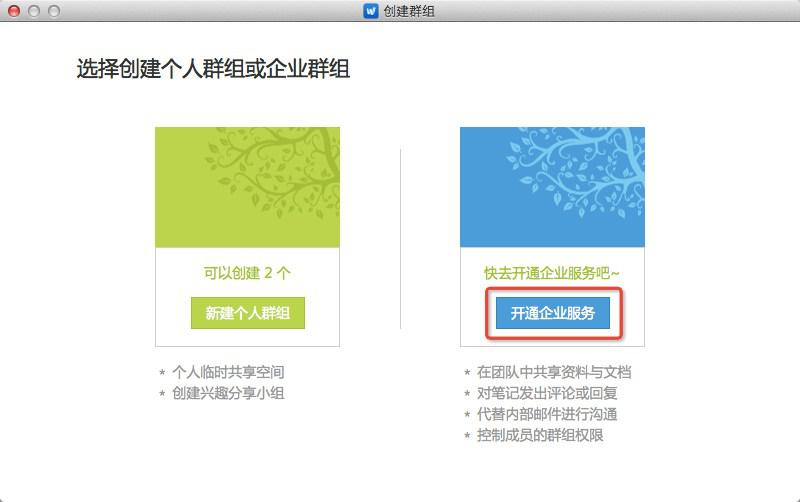 创建群组
选择创建个人群组或企业群组
可以创建 2 个
新建个人群组
* 个人临时共享空间
* 创建兴趣分享小组
快去开通企业服务吧~
开通企业服务
* 在团队中共享资料与文档
* 对笔记发出评论或回复
* 代替内部邮件进行沟通
* 控制成员的群组权限